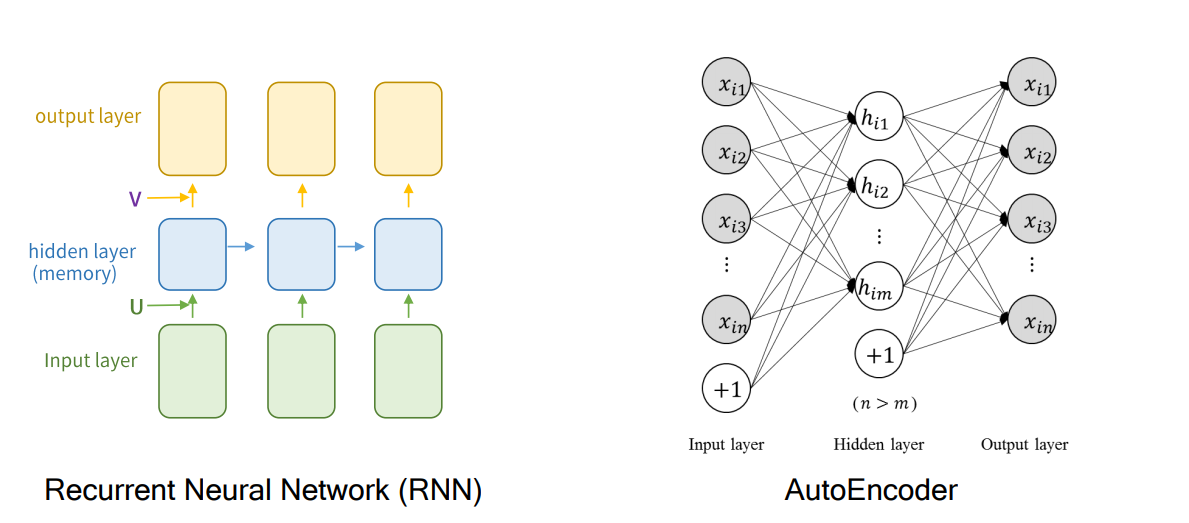 output layer
V
hidden layer
(memory)
U
Input layer
Recurrent Neural Network (RNN)
x_{i1}
x_{i2}
x_{i3}
⋮
x_{in}
+1
h_{i1}
h_{i2}
⋮
h_{im}
+1
(n > m)
x_{i1}
x_{i2}
x_{i3}
⋮
x_{in}
Input layer
Hidden layer
Output layer
AutoEncoder